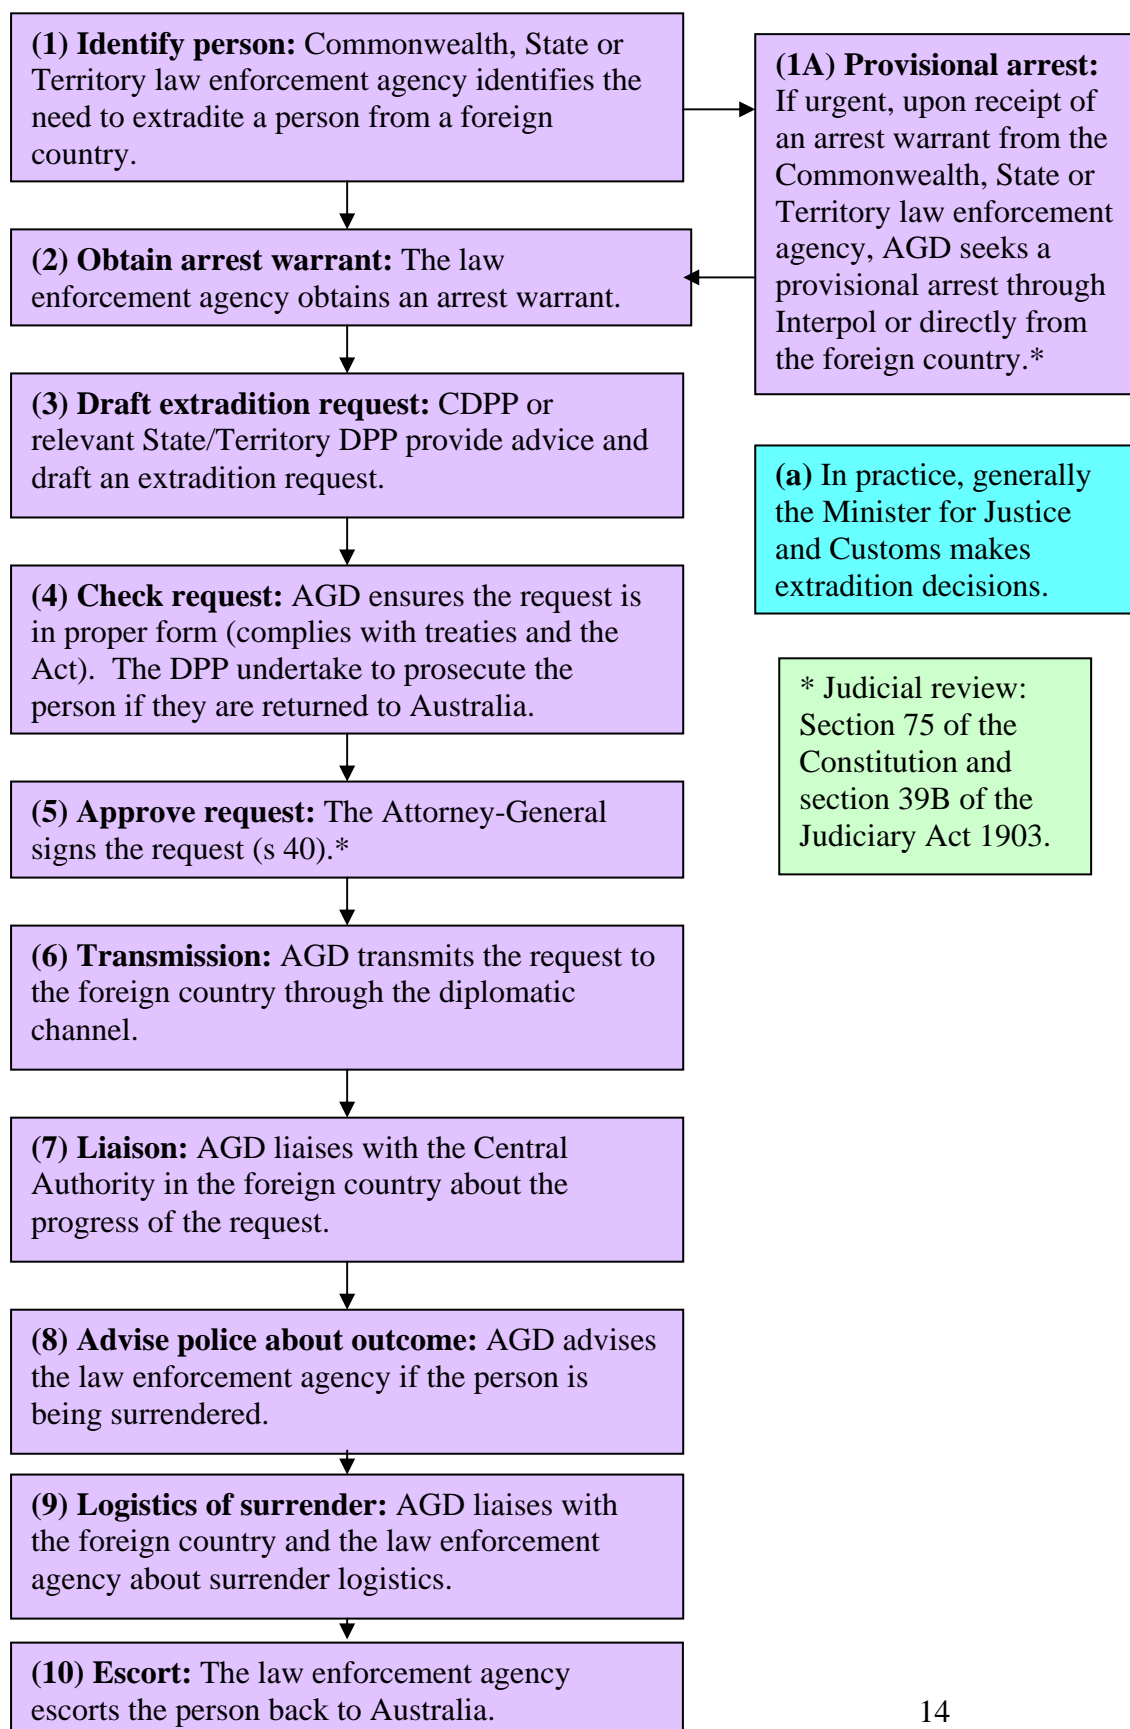 (1) Identify person: Commonwealth, State or
Territory law enforcement agency identifies the
need to extradite a person from a foreign
country.
(1A) Provisional arrest:
If urgent, upon receipt of
an arrest warrant from the
Commonwealth, State or
Territory law enforcement
agency, AGD seeks a
provisional arrest through
Interpol or directly from
the foreign country.*
(2) Obtain arrest warrant: The law
enforcement agency obtains an arrest warrant.
(3) Draft extradition request: CDPP or
relevant State/Territory DPP provide advice and
draft an extradition request.
(a) In practice, generally
the Minister for Justice
and Customs makes
extradition decisions.
(4) Check request: AGD ensures the request is
in proper form (complies with treaties and the
Act).  The DPP undertake to prosecute the
person if they are returned to Australia.
* Judicial review:
Section 75 of the
Constitution and
section 39B of the
Judiciary Act 1903.
(5) Approve request: The Attorney-General
signs the request (s 40).*
(6) Transmission: AGD transmits the request to
the foreign country through the diplomatic
channel.
(7) Liaison: AGD liaises with the Central
Authority in the foreign country about the
progress of the request.
(8) Advise police about outcome: AGD advises
the law enforcement agency if the person is
being surrendered.
(9) Logistics of surrender: AGD liaises with
the foreign country and the law enforcement
agency about surrender logistics.
(10) Escort: The law enforcement agency
escorts the person back to Australia.
14